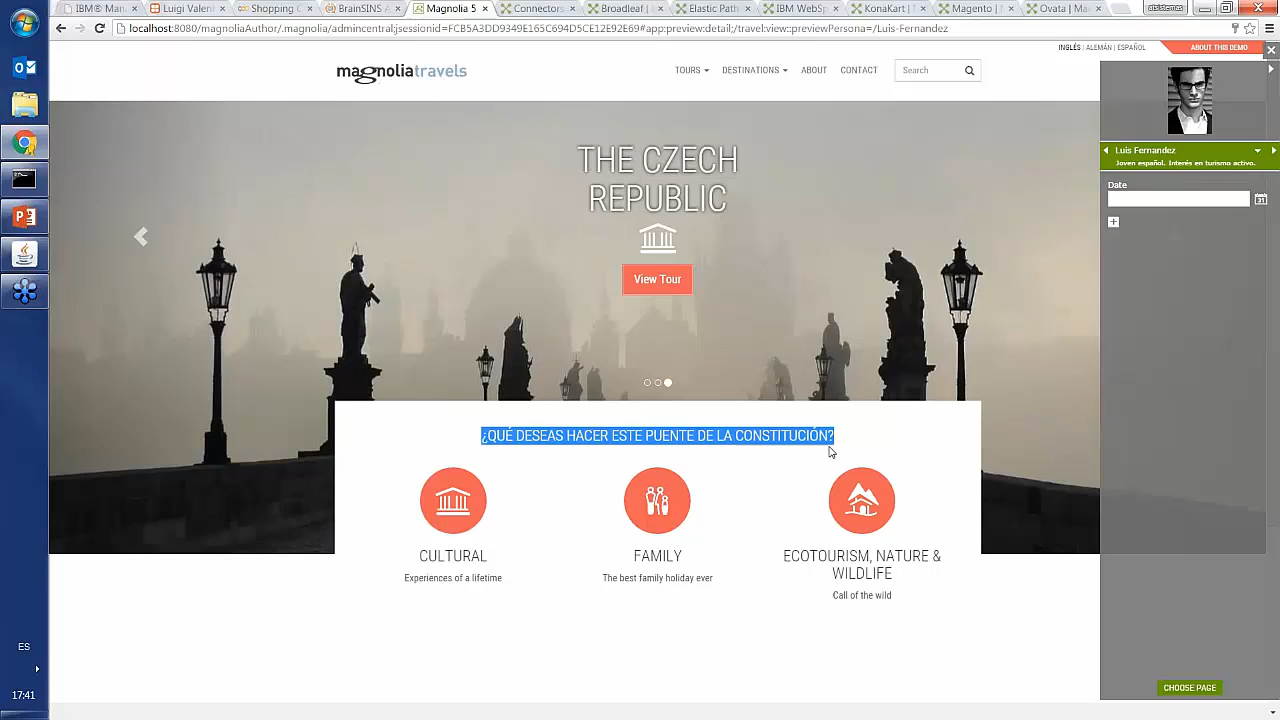 IBM® Man
Luigi Valen
Shopping C
BrainSINS A
Magnolia 5
Connectors
Broadleaf |
Elastic Path
IBM WebSp
KonaKart |
Magento |
Ovata | Ma
alsistemas
localhost:8080/magnoliaAuthor/.magnolia/admincentral;jsessionid=FCB5A3DD9349E165C694D5CE12E92E69#app:preview:detail;/travel:view::previewPersona=/Luis-Fernandez
INGLÉS | ALEMÁN | ESPAÑOL
ABOUT THIS DEMO
magnoliatravels
TOURS
DESTINATIONS
ABOUT
CONTACT
Search
Luis Fernandez
Joven español. Interés en turismo activo.
Date
31
THE CZECH
REPUBLIC
View Tour
¿QUÉ DESEAS HACER ESTE PUENTE DE LA CONSTITUCIÓN?
CULTURAL
Experiences of a lifetime
FAMILY
The best family holiday ever
ECOTOURISM, NATURE &
WILDLIFE
Call of the wild
CHOOSE PAGE
ES
17:41